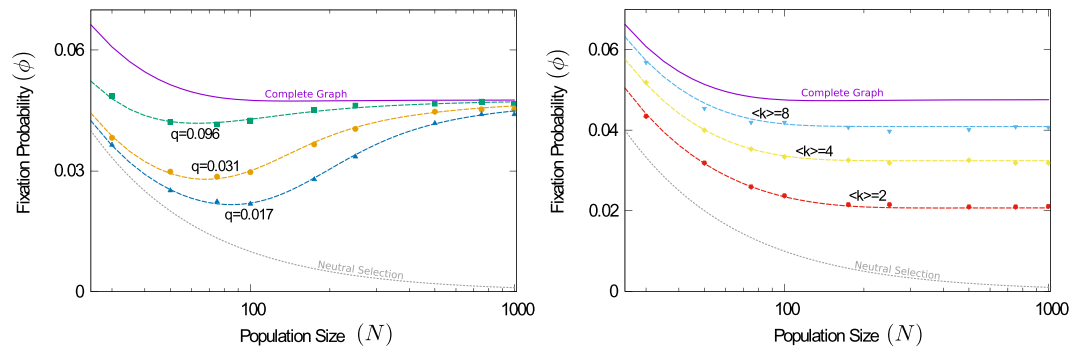 Fixation Probability (ϕ)
0.06
0.03
0
Complete Graph
q=0.096
q=0.031
q=0.017
Neutral Selection
100
1000
Population Size (N)
Fixation Probability (ϕ)
0.06
0.04
0.02
0
Complete Graph
<k>=8
<k>=4
<k>=2
Neutral Selection
100
1000
Population Size (N)